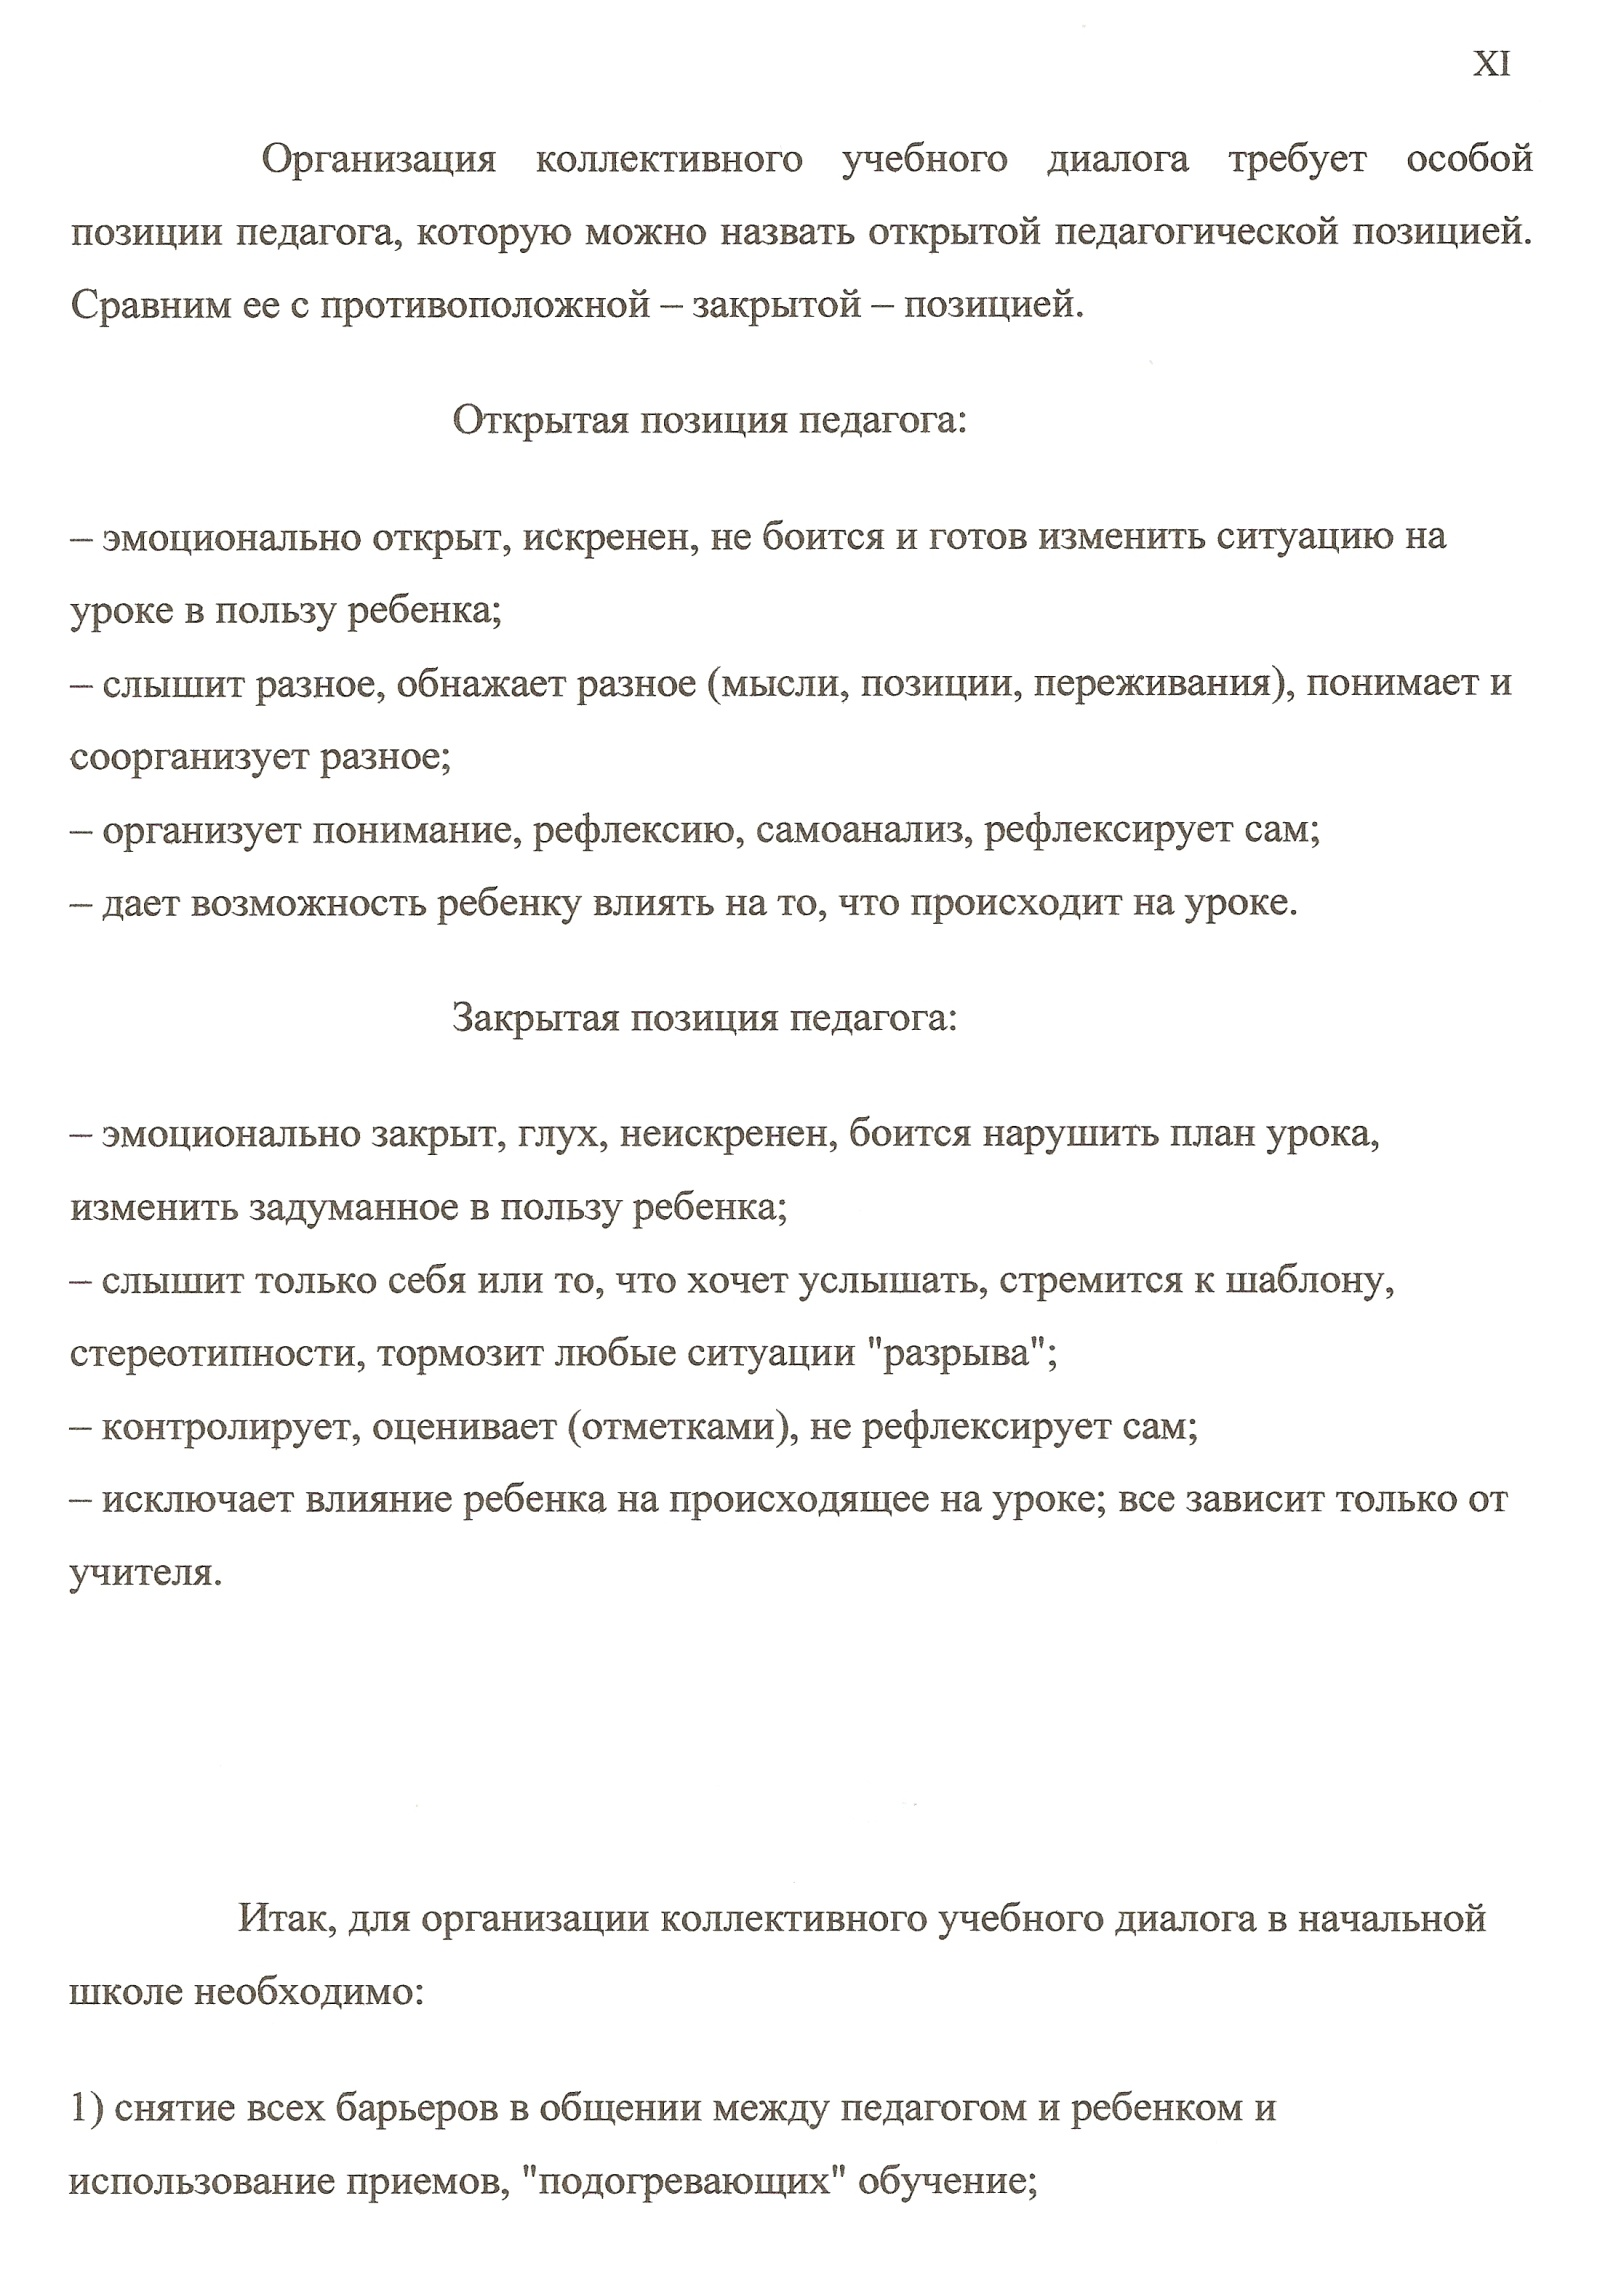 XI
Организация коллективного учебного диалога требует особой
позиции педагога, которую можно назвать открытой педагогической позицией.
Сравним ее с противоположной – закрытой – позицией.
Открытая позиция педагога:
– эмоционально открыт, искренен, не боится и готов изменить ситуацию на
уроке в пользу ребенка;
– слышит разное, обнажает разное (мысли, позиции, переживания), понимает и
соорганизует разное;
– организует понимание, рефлексию, самоанализ, рефлексирует сам;
– дает возможность ребенку влиять на то, что происходит на уроке.
Закрытая позиция педагога:
– эмоционально закрыт, глух, неискренен, боится нарушить план урока,
изменить задуманное в пользу ребенка;
– слышит только себя или то, что хочет услышать, стремится к шаблону,
стереотипности, тормозит любые ситуации "разрыва";
– контролирует, оценивает (отметками), не рефлексирует сам;
– исключает влияние ребенка на происходящее на уроке; все зависит только от
учителя.
Итак, для организации коллективного учебного диалога в начальной
школе необходимо:
1) снятие всех барьеров в общении между педагогом и ребенком и
использование приемов, "подогревающих" обучение;